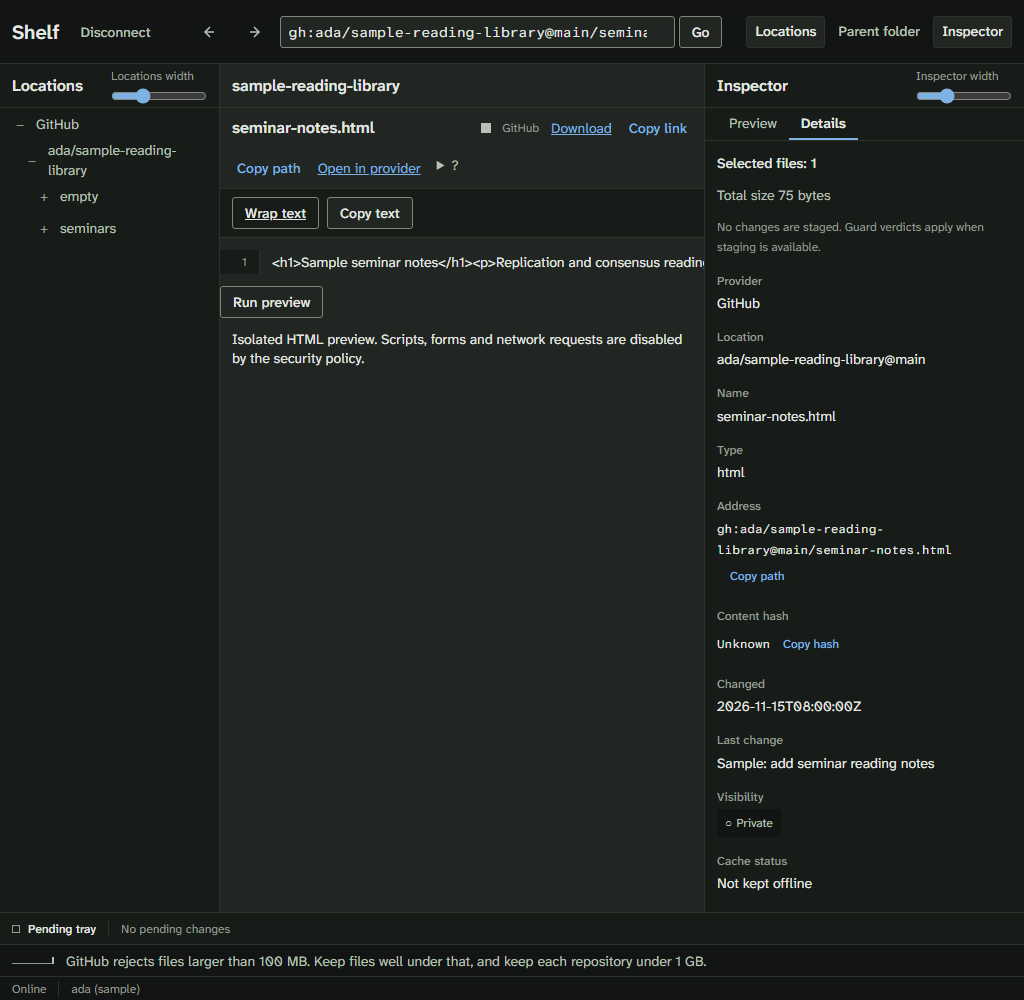 Shelf
Disconnect
←
→
gh:ada/sample-reading-library@main/semina
Go
Locations
Parent folder
Inspector
Locations
Locations width
– GitHub
– ada/sample-reading-
library
+ empty
+ seminars
sample-reading-library
seminar-notes.html
GitHub
Download
Copy link
Copy path
Open in provider
?
Wrap text
Copy text
1
<h1>Sample seminar notes</h1><p>Replication and consensus readin
Run preview
Isolated HTML preview. Scripts, forms and network requests are disabled
by the security policy.
Inspector
Inspector width
Preview
Details
Selected files: 1
Total size 75 bytes
No changes are staged. Guard verdicts apply when
staging is available.
Provider
GitHub
Location
ada/sample-reading-library@main
Name
seminar-notes.html
Type
html
Address
gh:ada/sample-reading-
library@main/seminar-notes.html
Copy path
Content hash
Unknown
Copy hash
Changed
2026-11-15T08:00:00Z
Last change
Sample: add seminar reading notes
Visibility
○ Private
Cache status
Not kept offline
Pending tray
No pending changes
GitHub rejects files larger than 100 MB. Keep files well under that, and keep each repository under 1 GB.
Online
ada (sample)